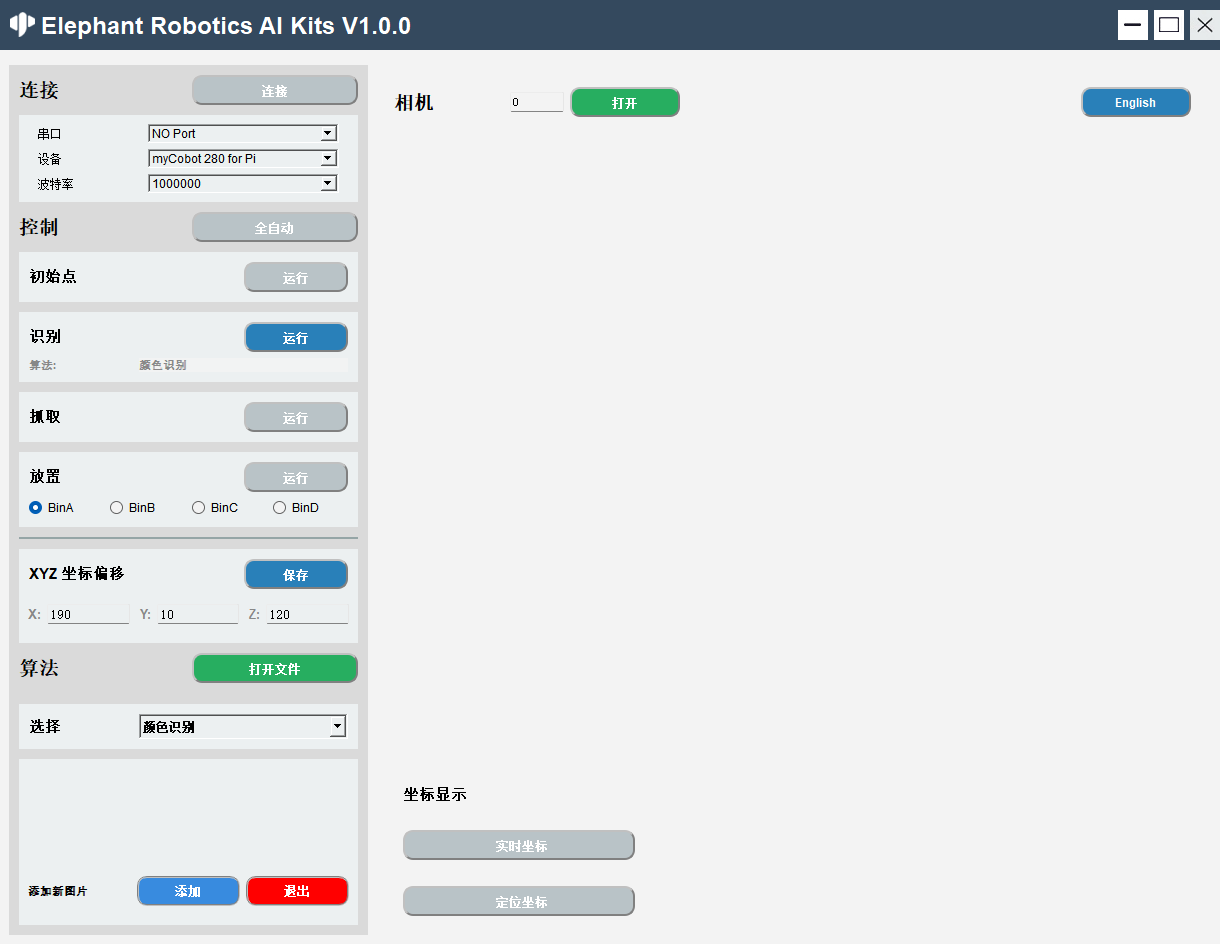 Elephant Robotics AI Kits V1.0.0
连接 连接
串口 NO Port
设备 myCobot 280 for Pi
波特率 1000000
控制 全自动
初始点 运行
识别 运行
算法: 颜色识别
抓取 运行
放置 运行
BinA BinB BinC BinD
XYZ 坐标偏移 保存
X: 190 Y: 10 Z: 120
算法 打开文件
选择 颜色识别
添加新图片 添加 退出
相机 0 打开 English
坐标显示
实时坐标
定位坐标